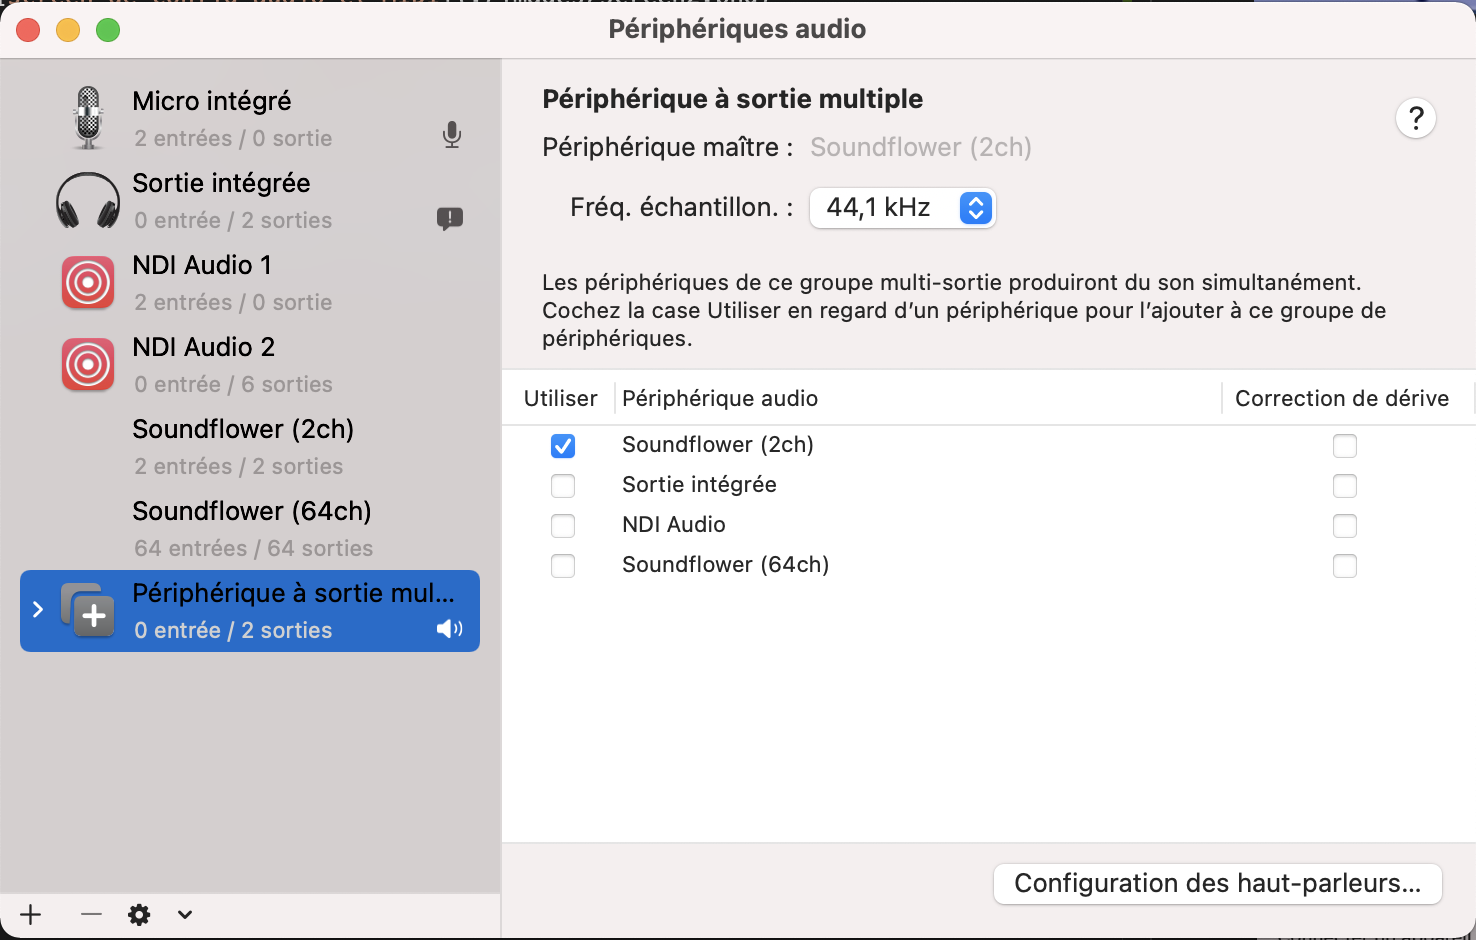 Périphériques audio
Micro intégré
2 entrées / 0 sortie
Sortie intégrée
0 entrée / 2 sorties
NDI Audio 1
2 entrées / 0 sortie
NDI Audio 2
0 entrée / 6 sorties
Soundflower (2ch)
2 entrées / 2 sorties
Soundflower (64ch)
64 entrées / 64 sorties
Périphérique à sortie mul...
0 entrée / 2 sorties
Périphérique à sortie multiple
?
Périphérique maître : Soundflower (2ch)
Fréq. échantillon. : 44,1 kHz
Les périphériques de ce groupe multi-sortie produiront du son simultanément.
Cochez la case Utiliser en regard d’un périphérique pour l’ajouter à ce groupe de
périphériques.
Utiliser Périphérique audio Correction de dérive
Soundflower (2ch)
Sortie intégrée
NDI Audio
Soundflower (64ch)
Configuration des haut-parleurs...